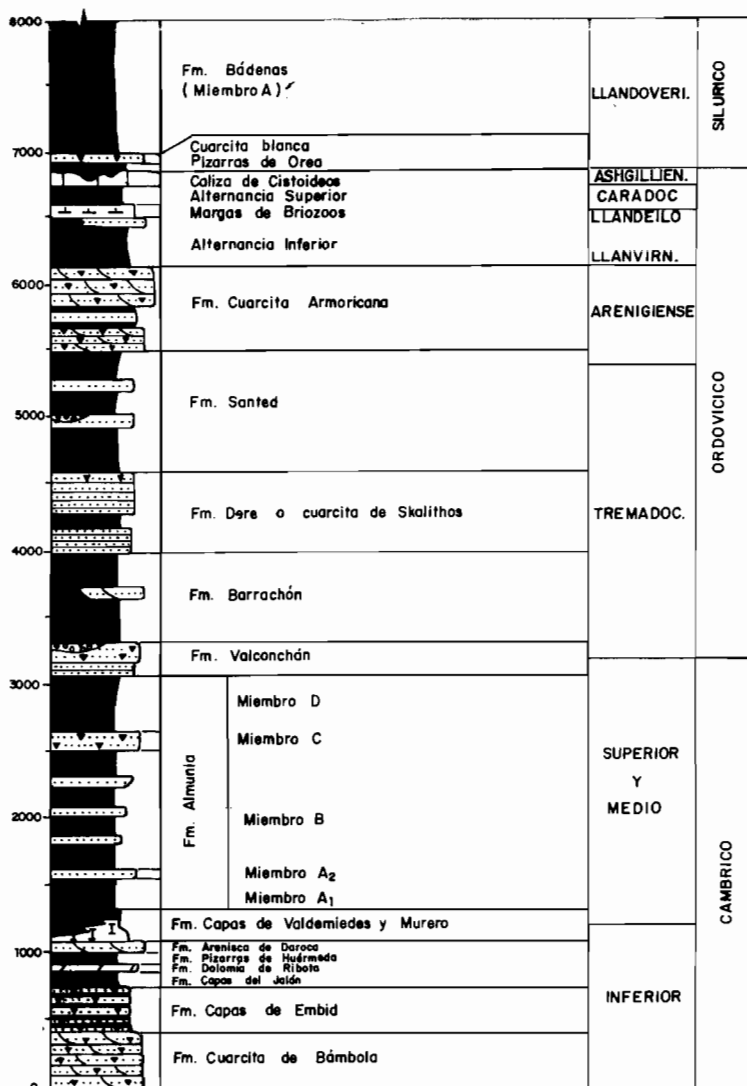 8000
7000
6000
5000
4000
3000
2000
1000
0
Fm. Bádenas
(Miembro A)
Cuarcita blanca
Pizarras de Orea
Caliza de Cistoideos
Alternancia Superior
Margas de Briozoos
Alternancia Inferior
Fm. Cuarcita Armoricana
Fm. Santed
Fm. Dere o cuarcita de Skalithos
Fm. Barrachón
Fm. Valconchán
Fm. Almunia
Miembro D
Miembro C
Miembro B
Miembro A2
Miembro A1
Fm. Capas de Valdemiedes y Murero
Fm. Arenisca de Daroca
Fm. Pizarras de Huérmeda
Fm. Dolomía de Ribota
Fm. Capas del Jalón
Fm. Capas de Embid
Fm. Cuarcita de Bámbola
LLANDOVERI.
ASHGILLIEN.
CARADOC
LLANDEILO
LLANVIRN.
ARENIGIENSE
TREMADOC.
SUPERIOR
Y
MEDIO
INFERIOR
SILURICO
ORDOVICICO
CAMBRICO